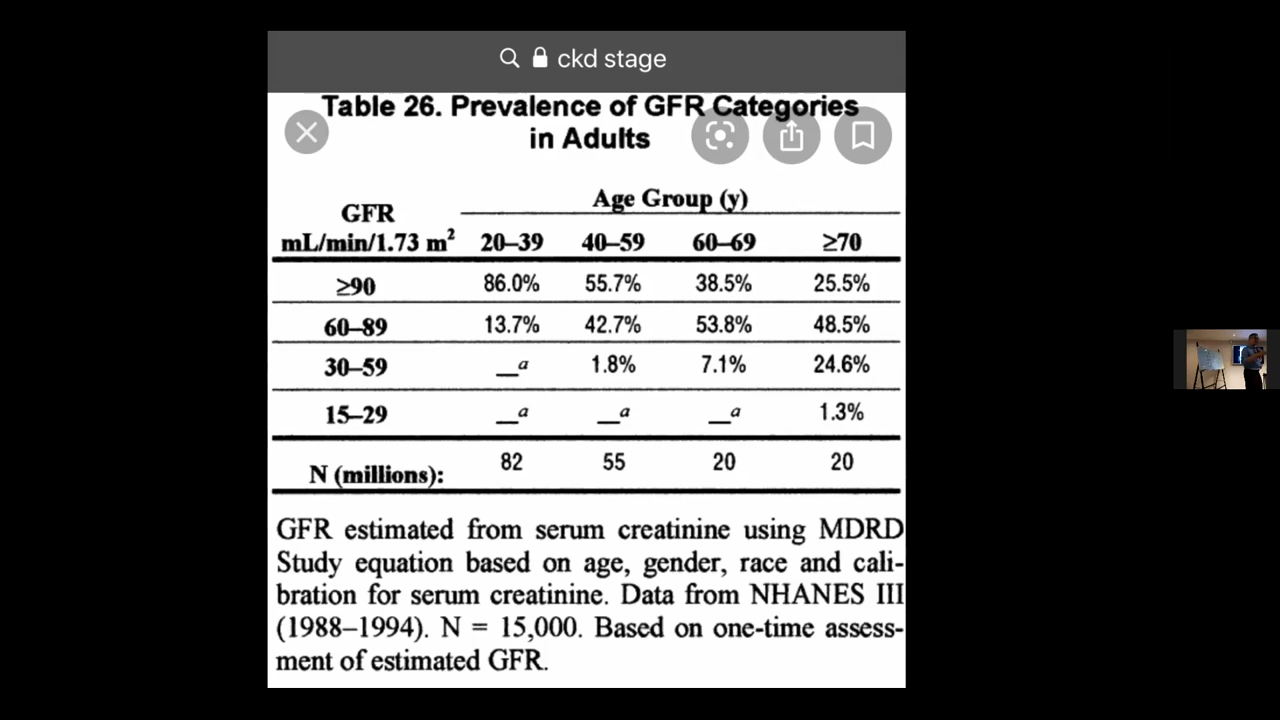 ckd stage
Table 26. Prevalence of GFR Categories
in Adults
GFR
mL/min/1.73 m²
Age Group (y)
20–39 40–59 60–69 ≥70
≥90 86.0% 55.7% 38.5% 25.5%
60–89 13.7% 42.7% 53.8% 48.5%
30–59 —a 1.8% 7.1% 24.6%
15–29 —a —a —a 1.3%
N (millions): 82 55 20 20
GFR estimated from serum creatinine using MDRD
Study equation based on age, gender, race and cali-
bration for serum creatinine. Data from NHANES III
(1988–1994). N = 15,000. Based on one-time assess-
ment of estimated GFR.